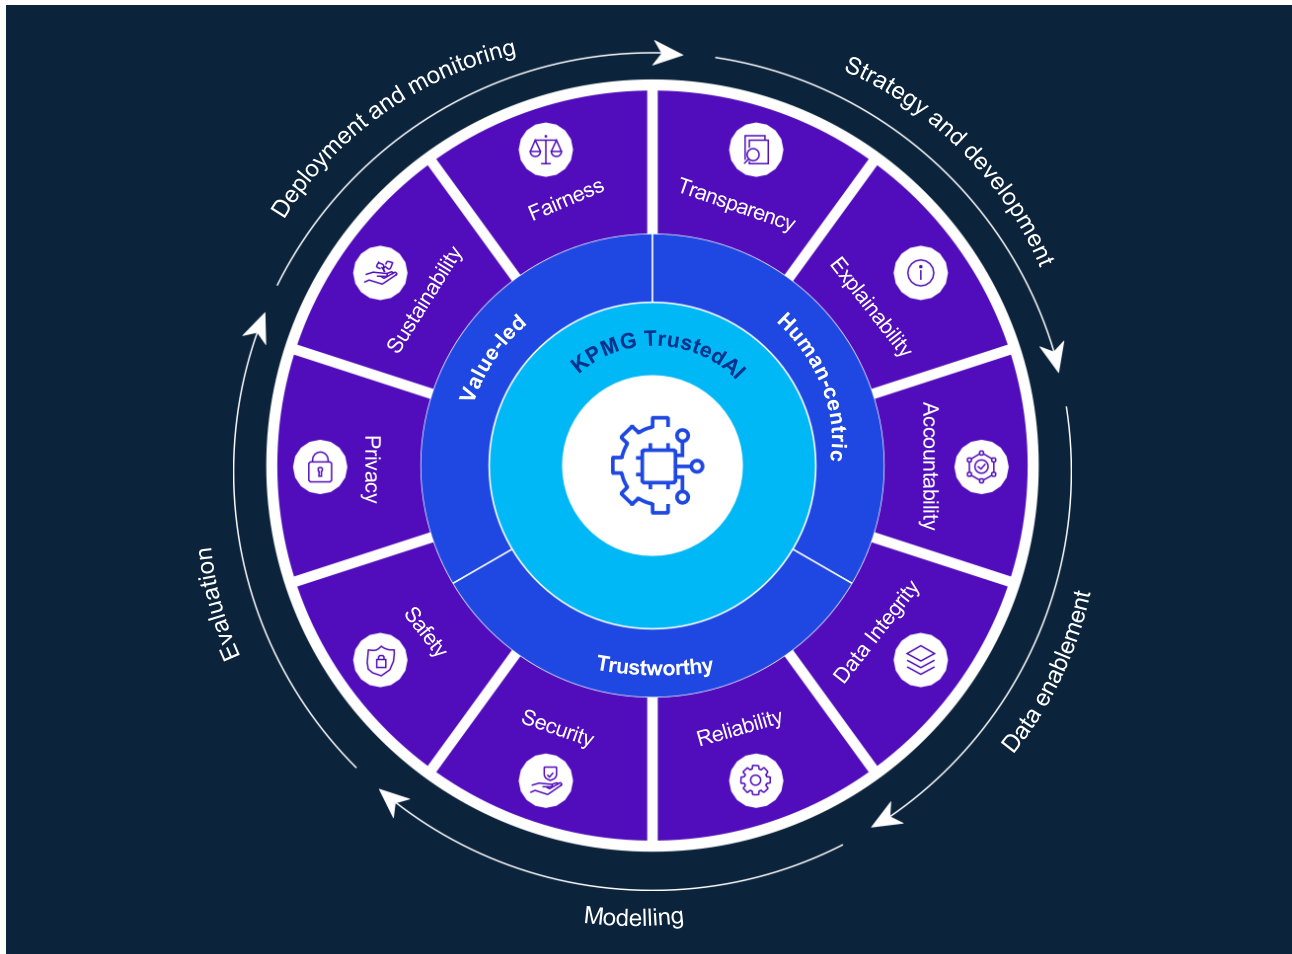 Deployment and monitoring
Strategy and development
Data enablement
Modelling
Evaluation
Fairness
Transparency
Explainability
Accountability
Data Integrity
Reliability
Security
Safety
Privacy
Sustainability
Value-led
Human-centric
Trustworthy
KPMG TrustedAI